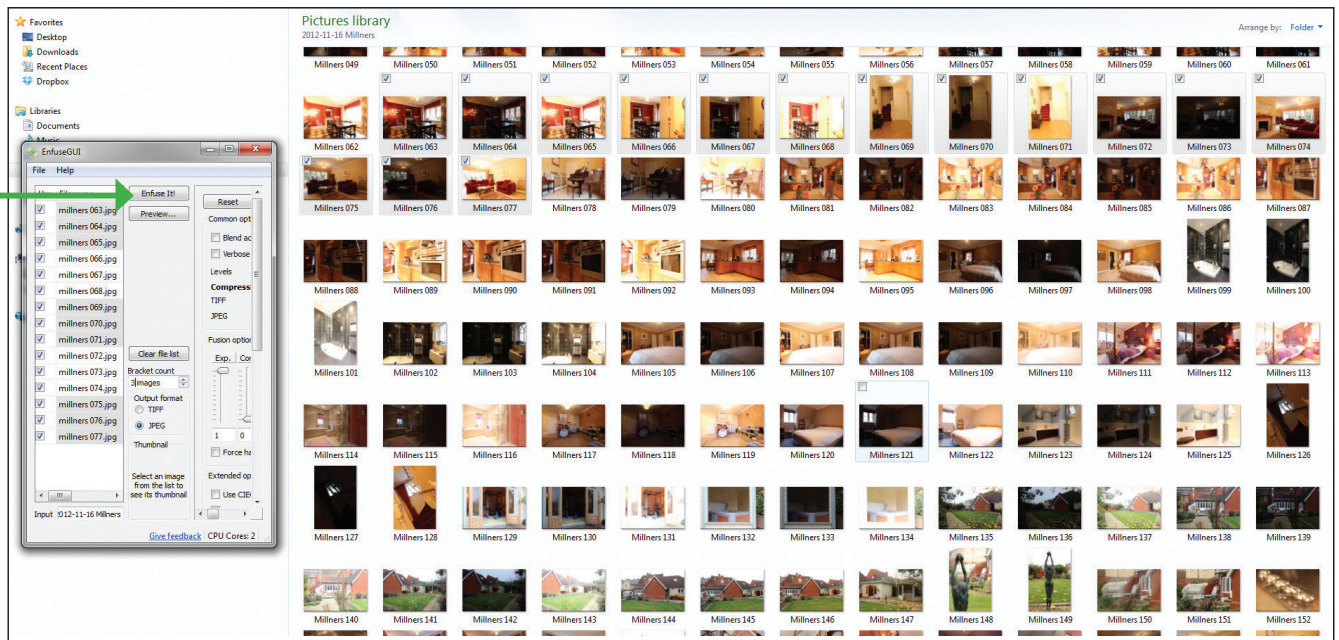 Favorites
Desktop
Downloads
Recent Places
Dropbox
Libraries
Documents
Music
Pictures library
2012-11-16 Millners
Arrange by: Folder
Millners 049 Millners 050 Millners 051 Millners 052 Millners 053 Millners 054 Millners 055 Millners 056 Millners 057 Millners 058 Millners 059 Millners 060 Millners 061
Millners 062 Millners 063 Millners 064 Millners 065 Millners 066 Millners 067 Millners 068 Millners 069 Millners 070 Millners 071 Millners 072 Millners 073 Millners 074
Millners 075 Millners 076 Millners 077 Millners 078 Millners 079 Millners 080 Millners 081 Millners 082 Millners 083 Millners 084 Millners 085 Millners 086 Millners 087
Millners 088 Millners 089 Millners 090 Millners 091 Millners 092 Millners 093 Millners 094 Millners 095 Millners 096 Millners 097 Millners 098 Millners 099 Millners 100
Millners 101 Millners 102 Millners 103 Millners 104 Millners 105 Millners 106 Millners 107 Millners 108 Millners 109 Millners 110 Millners 111 Millners 112 Millners 113
Millners 114 Millners 115 Millners 116 Millners 117 Millners 118 Millners 119 Millners 120 Millners 121 Millners 122 Millners 123 Millners 124 Millners 125 Millners 126
Millners 127 Millners 128 Millners 129 Millners 130 Millners 131 Millners 132 Millners 133 Millners 134 Millners 135 Millners 136 Millners 137 Millners 138 Millners 139
Millners 140 Millners 141 Millners 142 Millners 143 Millners 144 Millners 145 Millners 146 Millners 147 Millners 148 Millners 149 Millners 150 Millners 151 Millners 152
EnfuseGUI
File Help
millners 063.jpg
millners 064.jpg
millners 065.jpg
millners 066.jpg
millners 067.jpg
millners 068.jpg
millners 069.jpg
millners 070.jpg
millners 071.jpg
millners 072.jpg
millners 073.jpg
millners 074.jpg
millners 075.jpg
millners 076.jpg
millners 077.jpg
Input 2012-11-16 Millners
Enfuse It!
Preview...
Clear file list
Bracket count
3 images
Output format
TIFF
JPEG
Thumbnail
Select an image
from the list to
see its thumbnail
Reset
Common opt
Blend ac
Verbose
Levels
Compressi
TIFF
JPEG
Fusion option
Exp. Cor
1 0
Force ha
Extended op
Use CIE
Give feedback CPU Cores: 2